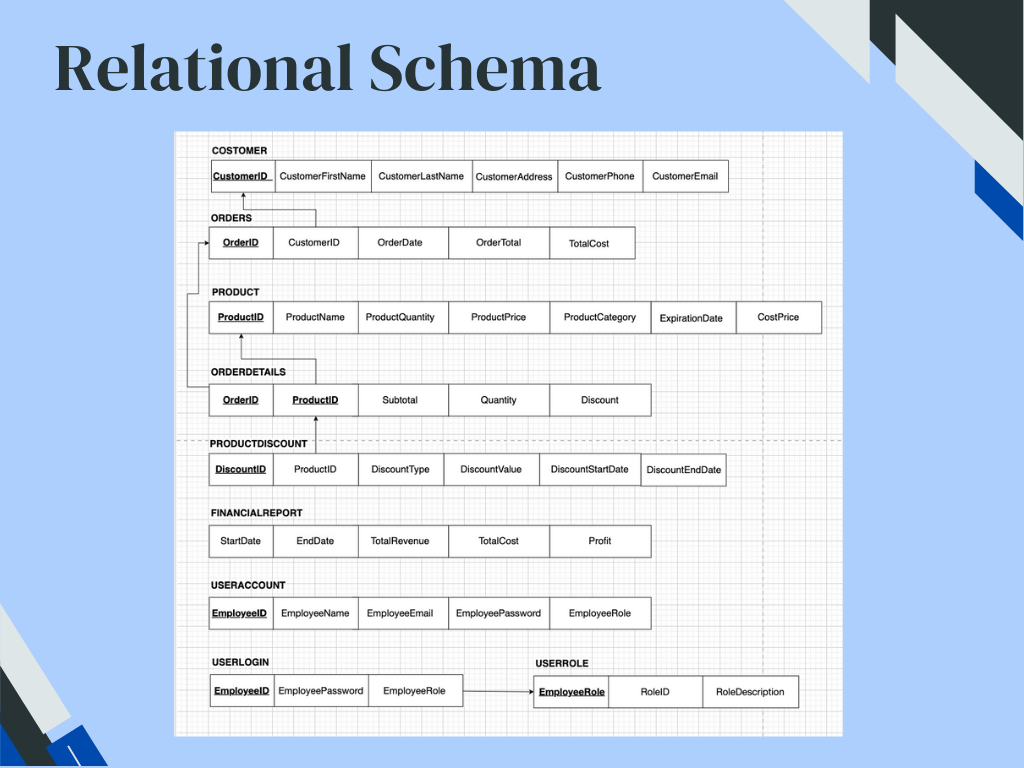 Relational Schema
COSTOMER
CustomerID CustomerFirstName CustomerLastName CustomerAddress CustomerPhone CustomerEmail
ORDERS
OrderID CustomerID OrderDate OrderTotal TotalCost
PRODUCT
ProductID ProductName ProductQuantity ProductPrice ProductCategory ExpirationDate CostPrice
ORDERDETAILS
OrderID ProductID Subtotal Quantity Discount
PRODUCTDISCOUNT
DiscountID ProductID DiscountType DiscountValue DiscountStartDate DiscountEndDate
FINANCIALREPORT
StartDate EndDate TotalRevenue TotalCost Profit
USERACCOUNT
EmployeeID EmployeeName EmployeeEmail EmployeePassword EmployeeRole
USERLOGIN
EmployeeID EmployeePassword EmployeeRole
USERROLE
EmployeeRole RoleID RoleDescription